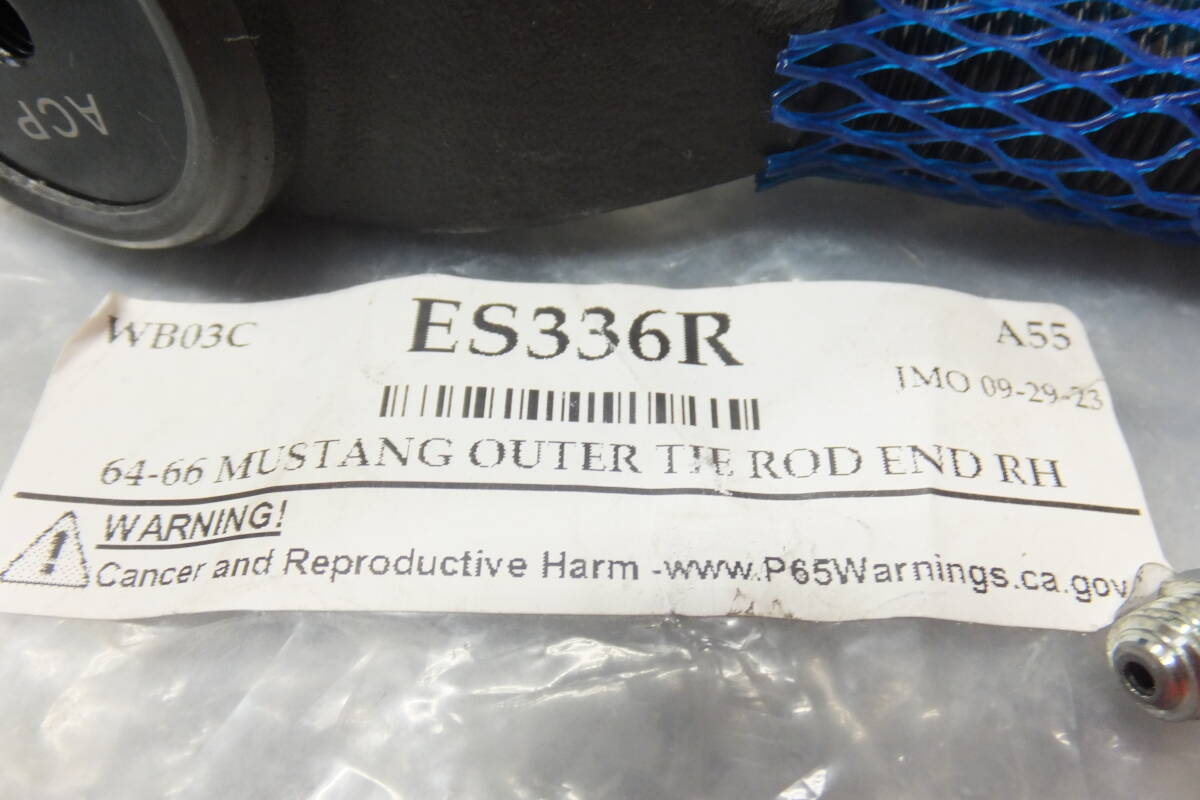 ACP
WB03C ES336R A55
JMO 09-29-23
64-66 MUSTANG OUTER TIE ROD END RH
WARNING!
Cancer and Reproductive Harm -www.P65Warnings.ca.gov